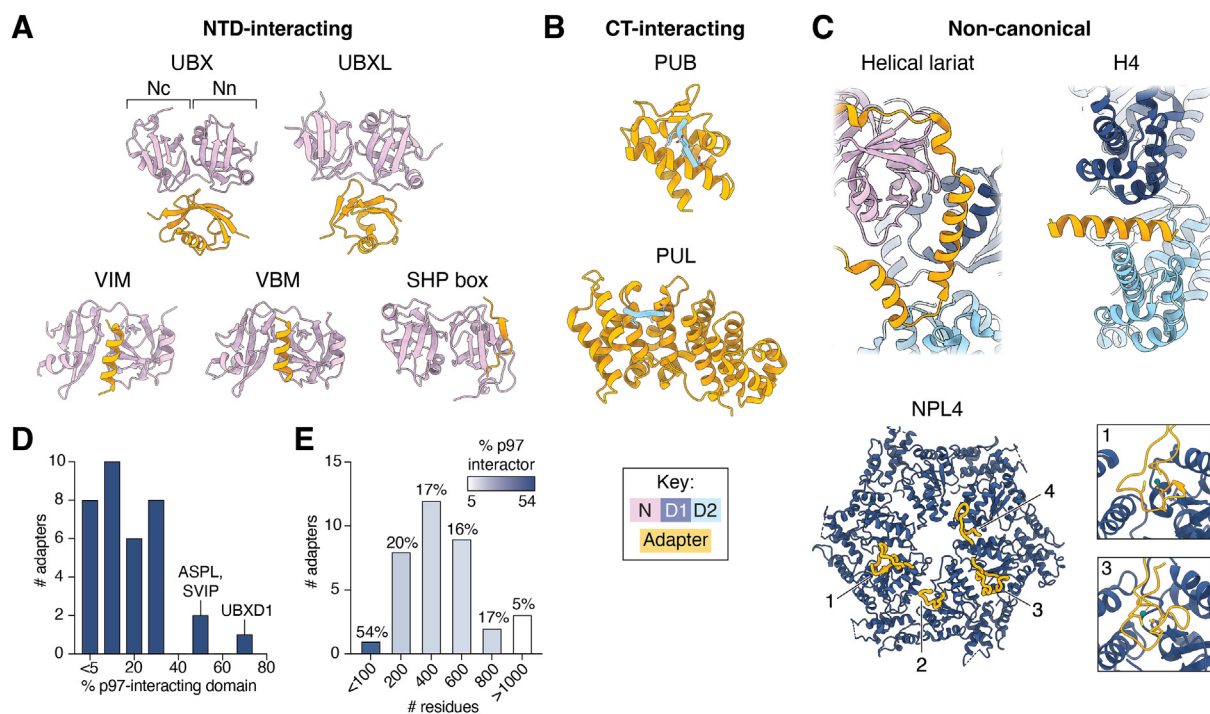 A NTD-interacting
UBX
Nc Nn
UBXL
VIM VBM SHP box
B CT-interacting
PUB
PUL
C Non-canonical
Helical lariat H4
NPL4
1
2
3
4
1
3
D
# adapters
10
8
6
4
2
0
ASPL,
SVIP
UBXD1
<5 20 40 60 80
% p97-interacting domain
E
# adapters
15
10
5
0
54%
20%
17%
16%
17%
5%
% p97
interactor
5 54
<100 200 400 600 800 >1000
# residues
Key:
N D1 D2
Adapter